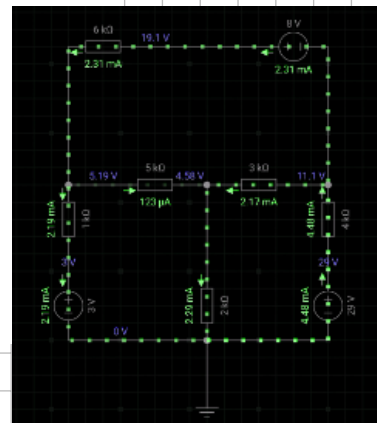 6 kΩ
8 V
19.1 V
2.31 mA
2.31 mA
5 kΩ
3 kΩ
5.19 V
4.58 V
11.1 V
123 µA
2.17 mA
2.19 mA
1 kΩ
4.48 mA
4 kΩ
3 V
29 V
2.19 mA
3 V
2.29 mA
2 kΩ
4.48 mA
29 V
0 V